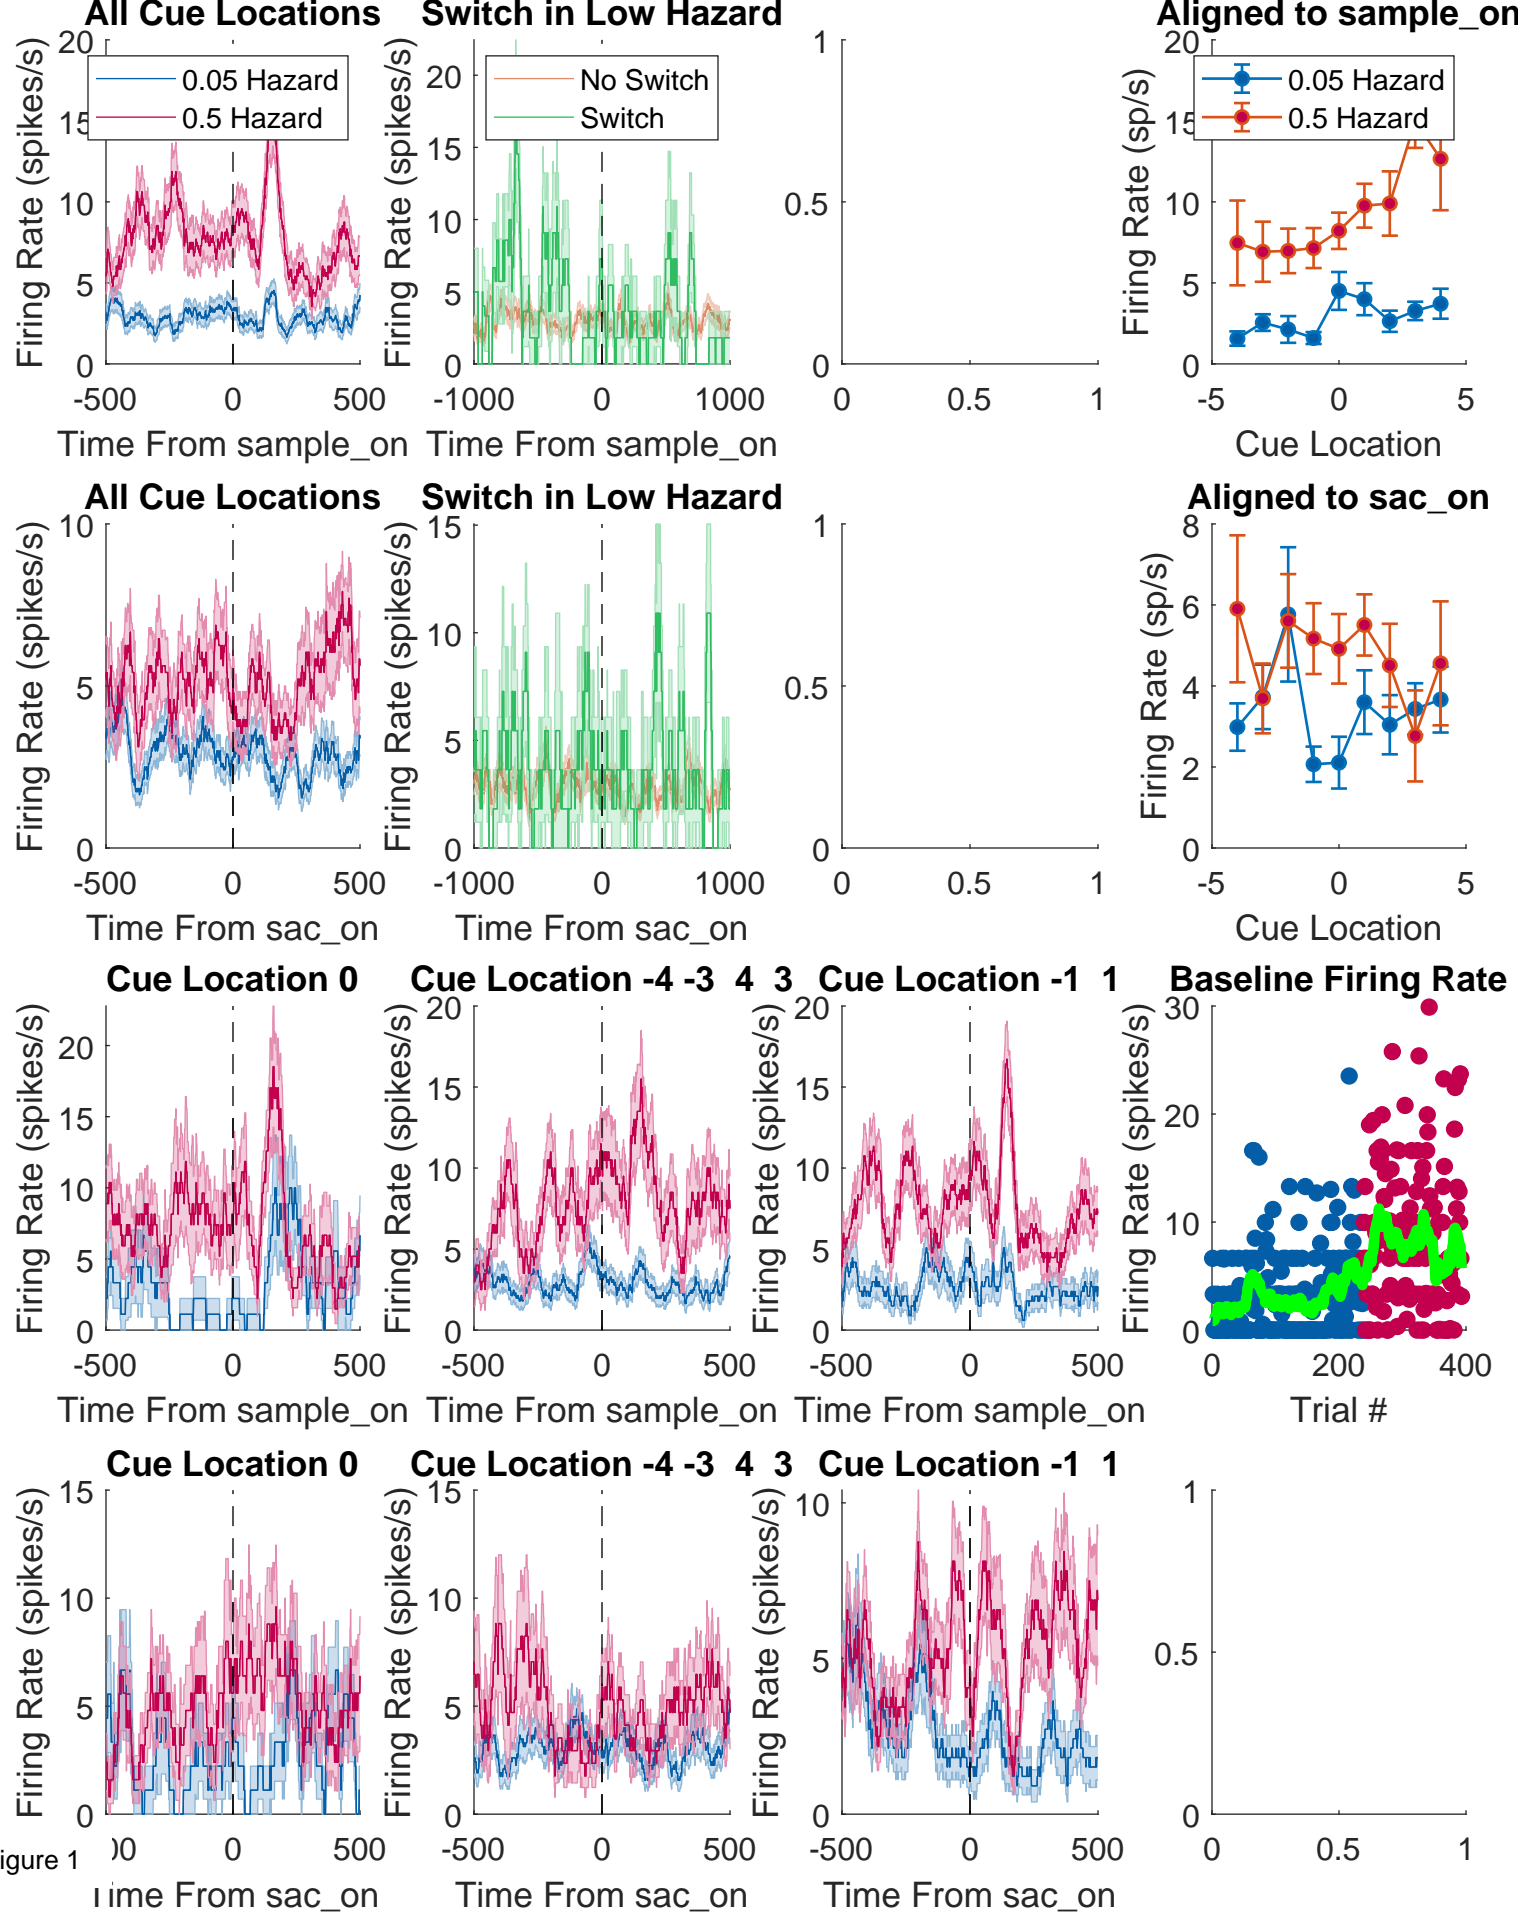 All Cue Locations
20
15
10
5
0
Firing Rate (spikes/s)
0.05 Hazard
0.5 Hazard
-500 0 500
Time From sample_on
Switch in Low Hazard
20
15
10
5
0
Firing Rate (spikes/s)
No Switch
Switch
-1000 0 1000
Time From sample_on
1
0.5
0
0 0.5 1
Aligned to sample_on
20
15
10
5
0
Firing Rate (sp/s)
0.05 Hazard
0.5 Hazard
-5 0 5
Cue Location
All Cue Locations
10
5
0
Firing Rate (spikes/s)
-500 0 500
Time From sac_on
Switch in Low Hazard
15
10
5
0
Firing Rate (spikes/s)
-1000 0 1000
Time From sac_on
1
0.5
0
0 0.5 1
Aligned to sac_on
8
6
4
2
0
Firing Rate (sp/s)
-5 0 5
Cue Location
Cue Location 0
20
15
10
5
0
Firing Rate (spikes/s)
-500 0 500
Time From sample_on
Cue Location -4 -3 4 3
20
15
10
5
0
Firing Rate (spikes/s)
-500 0 500
Time From sample_on
Cue Location -1 1
20
15
10
5
0
Firing Rate (spikes/s)
-500 0 500
Time From sample_on
Baseline Firing Rate
30
20
10
0
Firing Rate (spikes/s)
0 200 400
Trial #
Cue Location 0
15
10
5
0
Firing Rate (spikes/s)
00 0 500
Time From sac_on
Cue Location -4 -3 4 3
15
10
5
0
Firing Rate (spikes/s)
-500 0 500
Time From sac_on
Cue Location -1 1
10
5
0
Firing Rate (spikes/s)
-500 0 500
Time From sac_on
1
0.5
0
0 0.5 1
igure 1